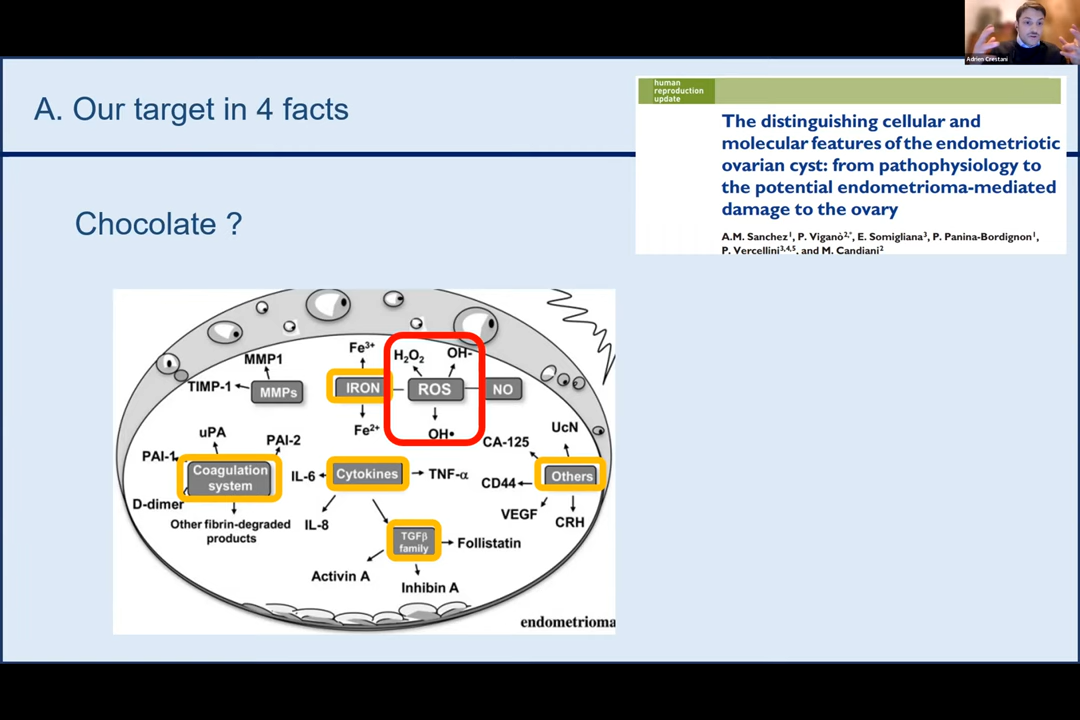 Adrien Crestani
A. Our target in 4 facts
human
reproduction
update
The distinguishing cellular and
molecular features of the endometriotic
ovarian cyst: from pathophysiology to
the potential endometrioma-mediated
damage to the ovary
A.M. Sanchez¹, P. Viganò²,*, E. Somigliana³, P. Panina-Bordignon¹,
P. Vercellini³,⁴,⁵, and M. Candiani²
Chocolate ?
Fe³⁺
H₂O₂
OH-
MMP1
TIMP-1
MMPs
IRON
ROS
NO
Fe²⁺
OH•
uPA
PAI-2
PAI-1
Coagulation
system
D-dimer
Other fibrin-degraded
products
IL-6
Cytokines
TNF-α
IL-8
TGFβ
family
Follistatin
Activin A
Inhibin A
CA-125
UcN
Others
CD44
VEGF
CRH
endometrioma